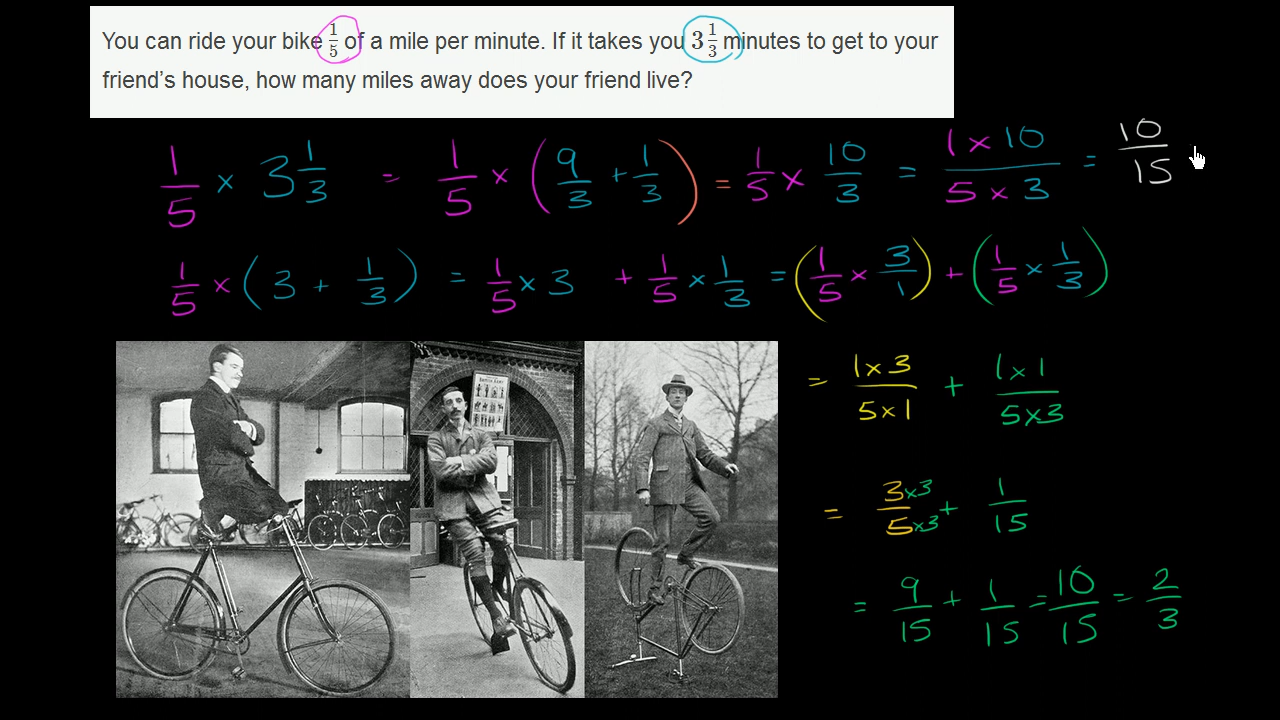 You can ride your bike 1/5 of a mile per minute. If it takes you 3 1/3 minutes to get to your
friend's house, how many miles away does your friend live?
1/5 × 3 1/3 = 1/5 × (9/3 + 1/3) = 1/5 × 10/3 = (1 × 10)/(5 × 3) = 10/15
1/5 × (3 + 1/3) = 1/5 × 3 + 1/5 × 1/3 = (1/5 × 3/1) + (1/5 × 1/3)
= (1 × 3)/(5 × 1) + (1 × 1)/(5 × 3)
= (3 × 3)/(5 × 3) + 1/15
= 9/15 + 1/15 = 10/15 = 2/3